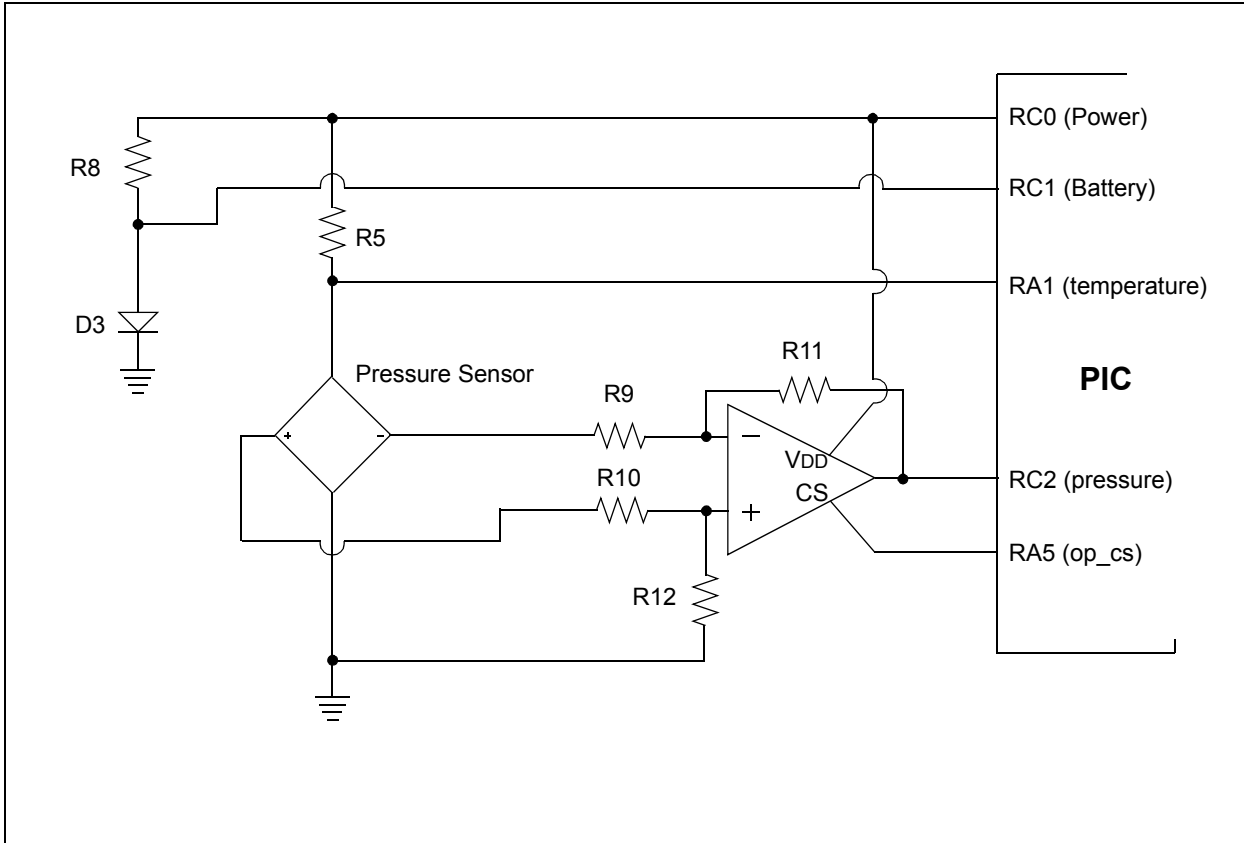 RC0 (Power)
R8
RC1 (Battery)
R5
RA1 (temperature)
D3
R11
Pressure Sensor
PIC
R9
+
-
−
VDD
R10
CS
RC2 (pressure)
+
RA5 (op_cs)
R12